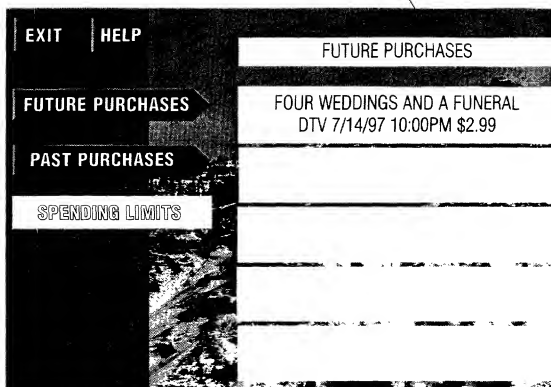 EXIT HELP
FUTURE PURCHASES
FUTURE PURCHASES
PAST PURCHASES
SPENDING LIMITS
FOUR WEDDINGS AND A FUNERAL
DTV 7/14/97 10:00PM $2.99